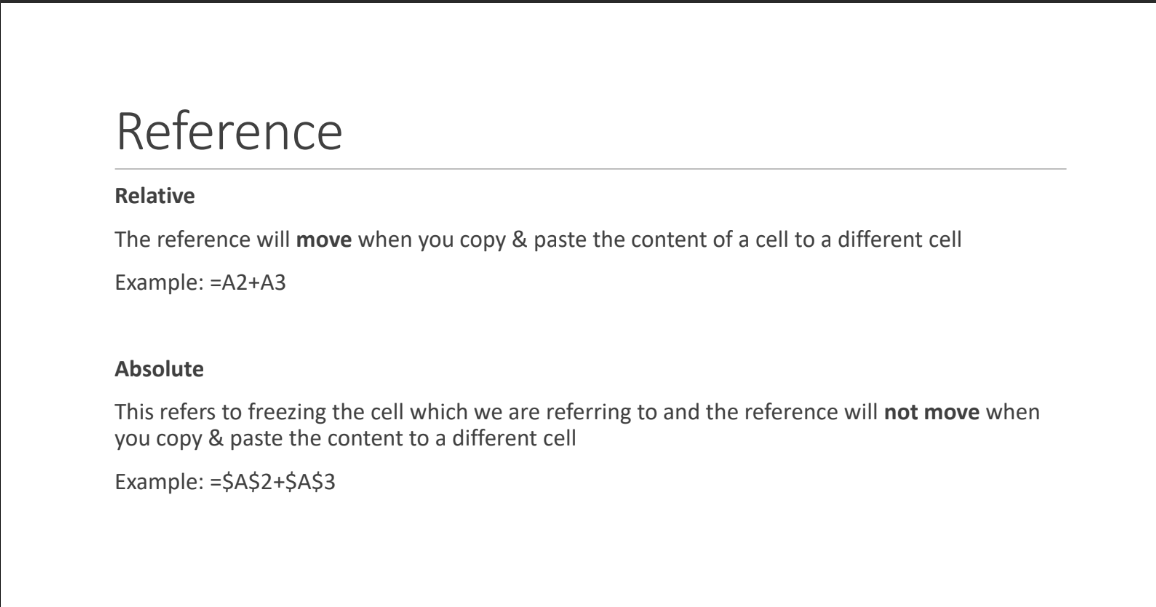 Reference
Relative
The reference will move when you copy & paste the content of a cell to a different cell
Example: =A2+A3
Absolute
This refers to freezing the cell which we are referring to and the reference will not move when
you copy & paste the content to a different cell
Example: =$A$2+$A$3